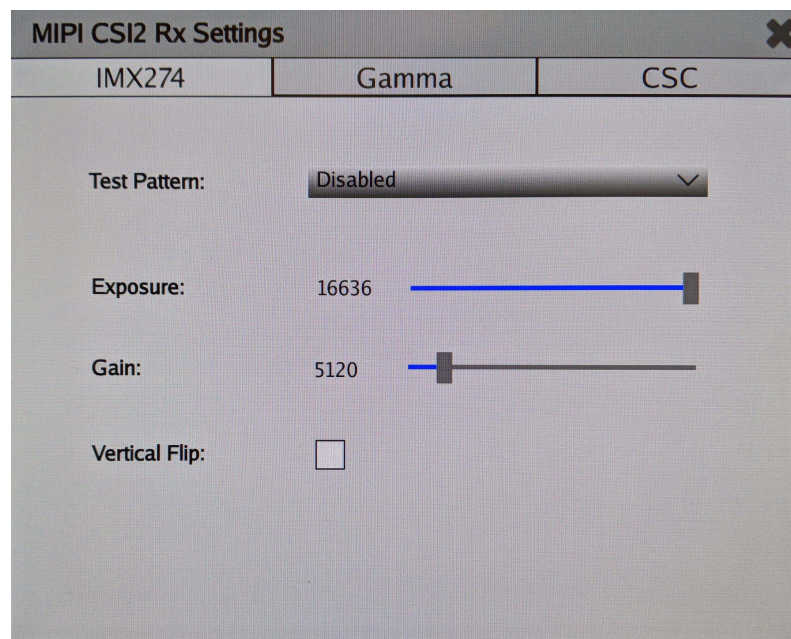 MIPI CSI2 Rx Settings
IMX274 Gamma CSC
Test Pattern: Disabled
Exposure: 16636
Gain: 5120
Vertical Flip: